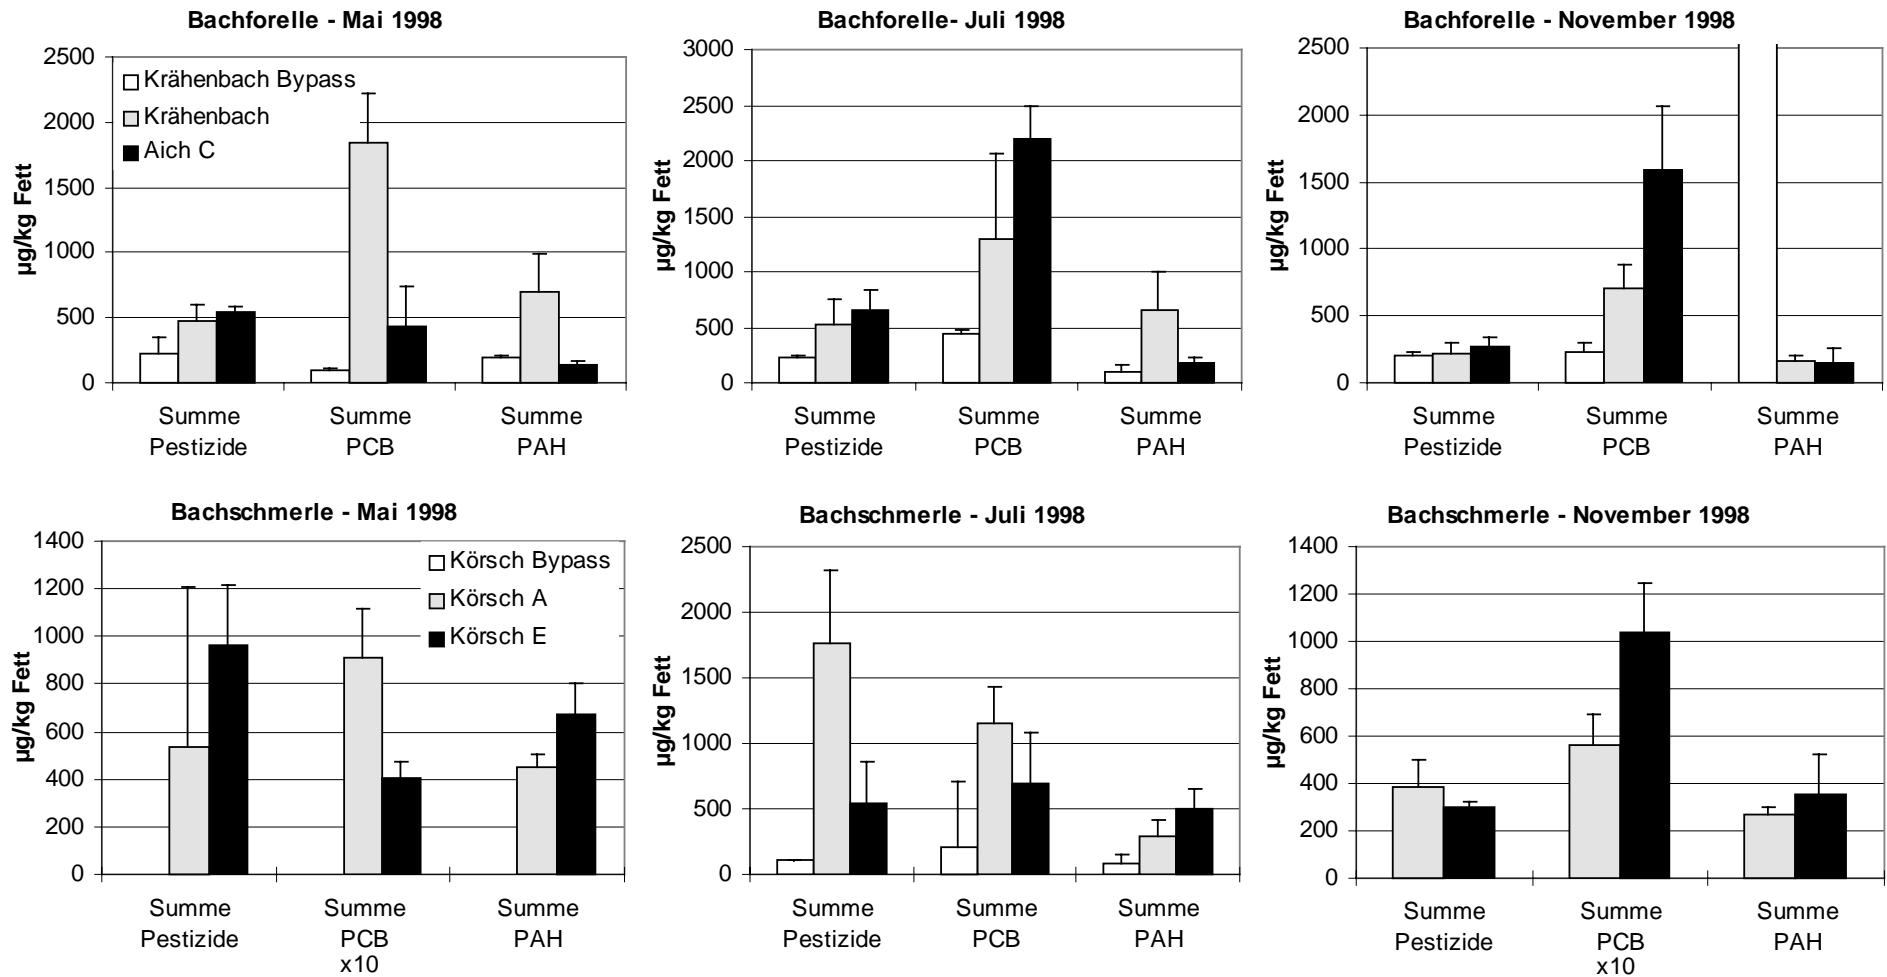 Bachforelle - Mai 1998
µg/kg Fett
2500
2000
1500
1000
500
0
Krähenbach Bypass
Krähenbach
Aich C
Summe Summe Summe
Pestizide PCB PAH
Bachforelle- Juli 1998
µg/kg Fett
3000
2500
2000
1500
1000
500
0
Summe Summe Summe
Pestizide PCB PAH
Bachforelle - November 1998
µg/kg Fett
2500
2000
1500
1000
500
0
Summe Summe Summe
Pestizide PCB PAH
Bachschmerle - Mai 1998
µg/kg Fett
1400
1200
1000
800
600
400
200
0
Körsch Bypass
Körsch A
Körsch E
Summe Summe Summe
Pestizide PCB PAH
x10
Bachschmerle - Juli 1998
µg/kg Fett
2500
2000
1500
1000
500
0
Summe Summe Summe
Pestizide PCB PAH
Bachschmerle - November 1998
µg/kg Fett
1400
1200
1000
800
600
400
200
0
Summe Summe Summe
Pestizide PCB PAH
x10